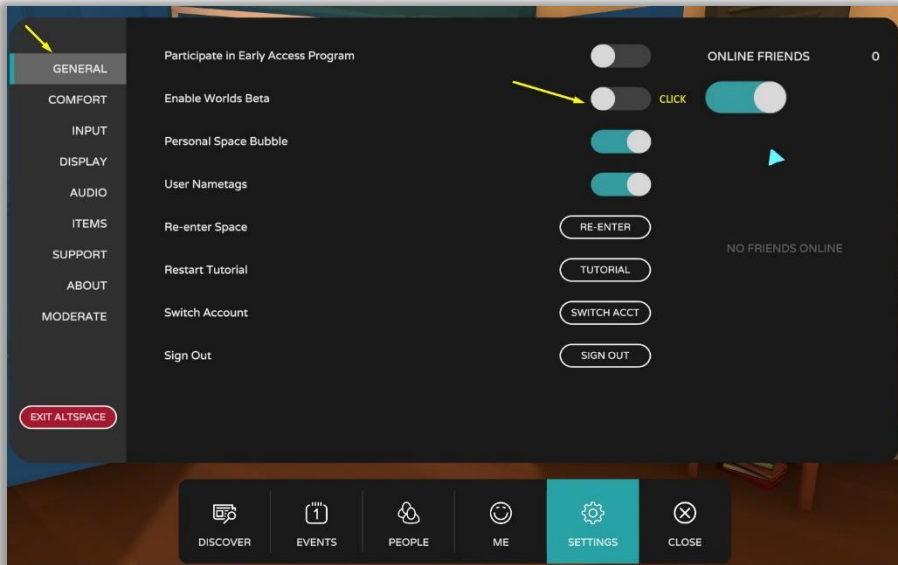 GENERAL
COMFORT
INPUT
DISPLAY
AUDIO
ITEMS
SUPPORT
ABOUT
MODERATE
EXIT ALTSPACE
Participate in Early Access Program
Enable Worlds Beta
CLICK
Personal Space Bubble
User Nametags
Re-enter Space
RE-ENTER
Restart Tutorial
TUTORIAL
Switch Account
SWITCH ACCT
Sign Out
SIGN OUT
ONLINE FRIENDS 0
NO FRIENDS ONLINE
DISCOVER
1
EVENTS
PEOPLE
ME
SETTINGS
CLOSE